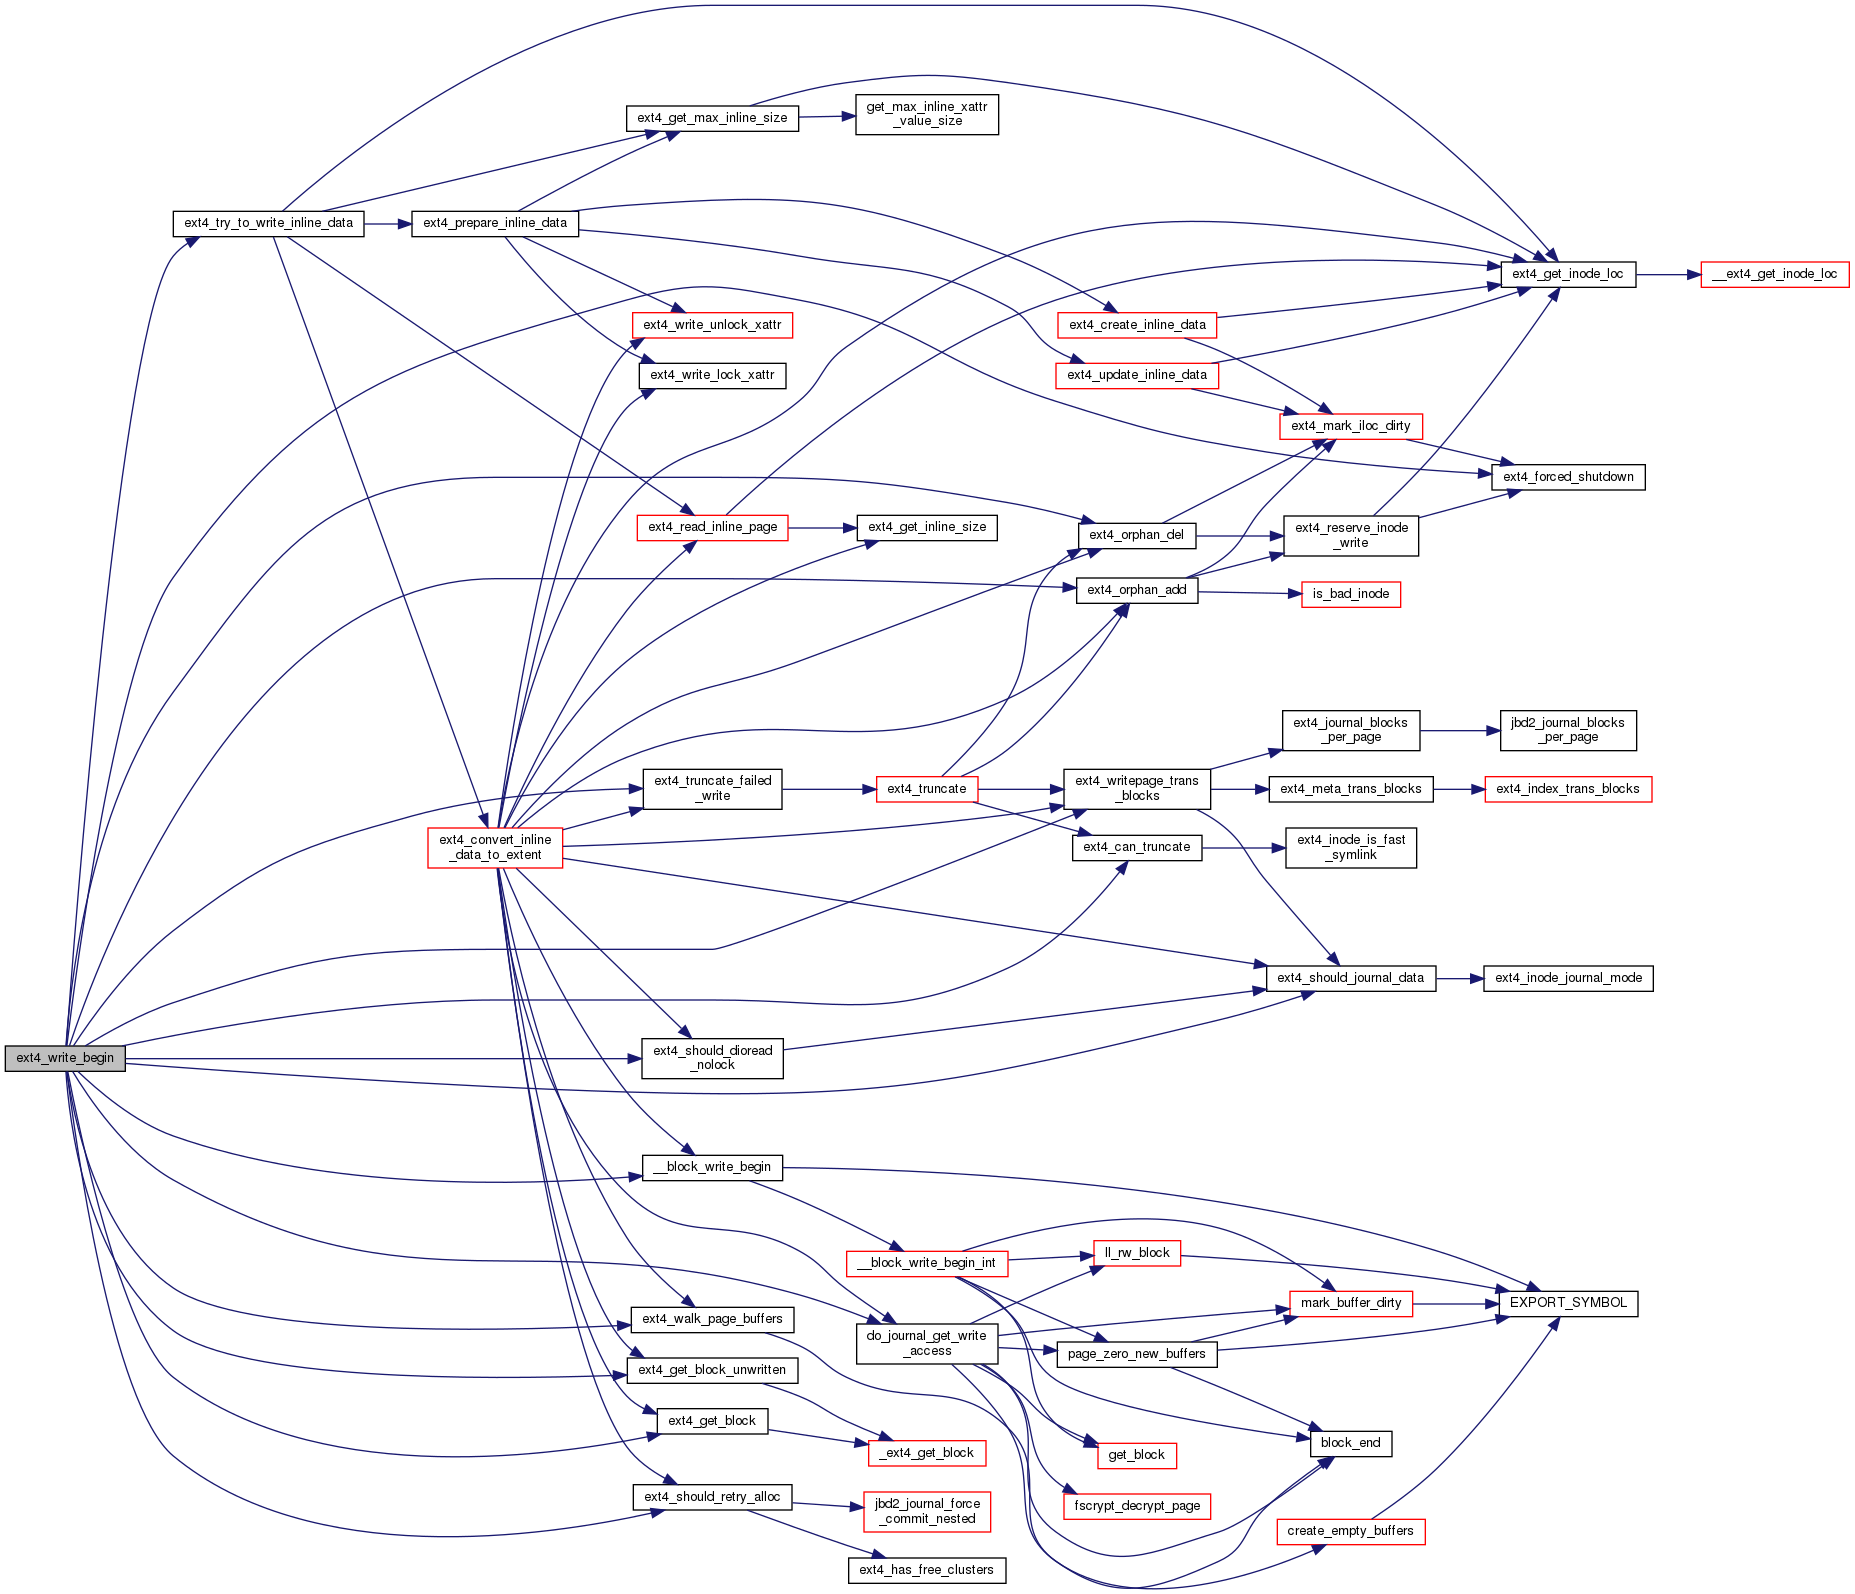 ext4_get_max_inline_size
get_max_inline_xattr
_value_size
ext4_try_to_write_inline_data
ext4_prepare_inline_data
ext4_get_inode_loc
__ext4_get_inode_loc
ext4_write_unlock_xattr
ext4_create_inline_data
ext4_write_lock_xattr
ext4_update_inline_data
ext4_mark_iloc_dirty
ext4_forced_shutdown
ext4_read_inline_page
ext4_get_inline_size
ext4_orphan_del
ext4_reserve_inode
_write
ext4_orphan_add
is_bad_inode
ext4_journal_blocks
_per_page
jbd2_journal_blocks
_per_page
ext4_truncate_failed
_write
ext4_truncate
ext4_writepage_trans
_blocks
ext4_meta_trans_blocks
ext4_index_trans_blocks
ext4_convert_inline
_data_to_extent
ext4_can_truncate
ext4_inode_is_fast
_symlink
ext4_should_journal_data
ext4_inode_journal_mode
ext4_write_begin
ext4_should_dioread
_nolock
__block_write_begin
__block_write_begin_int
ll_rw_block
mark_buffer_dirty
EXPORT_SYMBOL
ext4_walk_page_buffers
do_journal_get_write
_access
page_zero_new_buffers
ext4_get_block_unwritten
ext4_get_block
_ext4_get_block
get_block
block_end
ext4_should_retry_alloc
jbd2_journal_force
_commit_nested
fscrypt_decrypt_page
create_empty_buffers
ext4_has_free_clusters